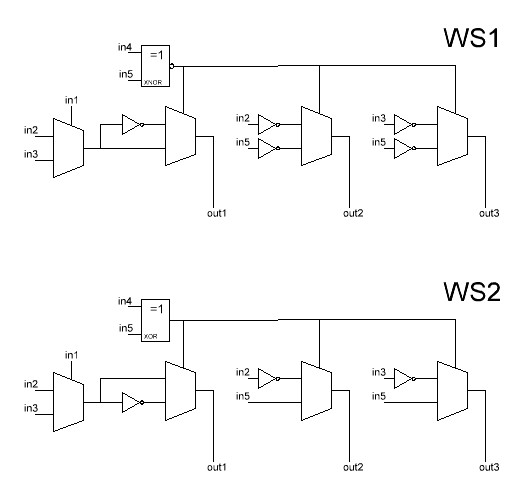 WS1
in4
=1
in5
XNOR
in1
in2
in3
in2
in5
in3
in5
out1
out2
out3
WS2
in4
=1
in5
XOR
in1
in2
in3
in2
in5
in3
in5
out1
out2
out3